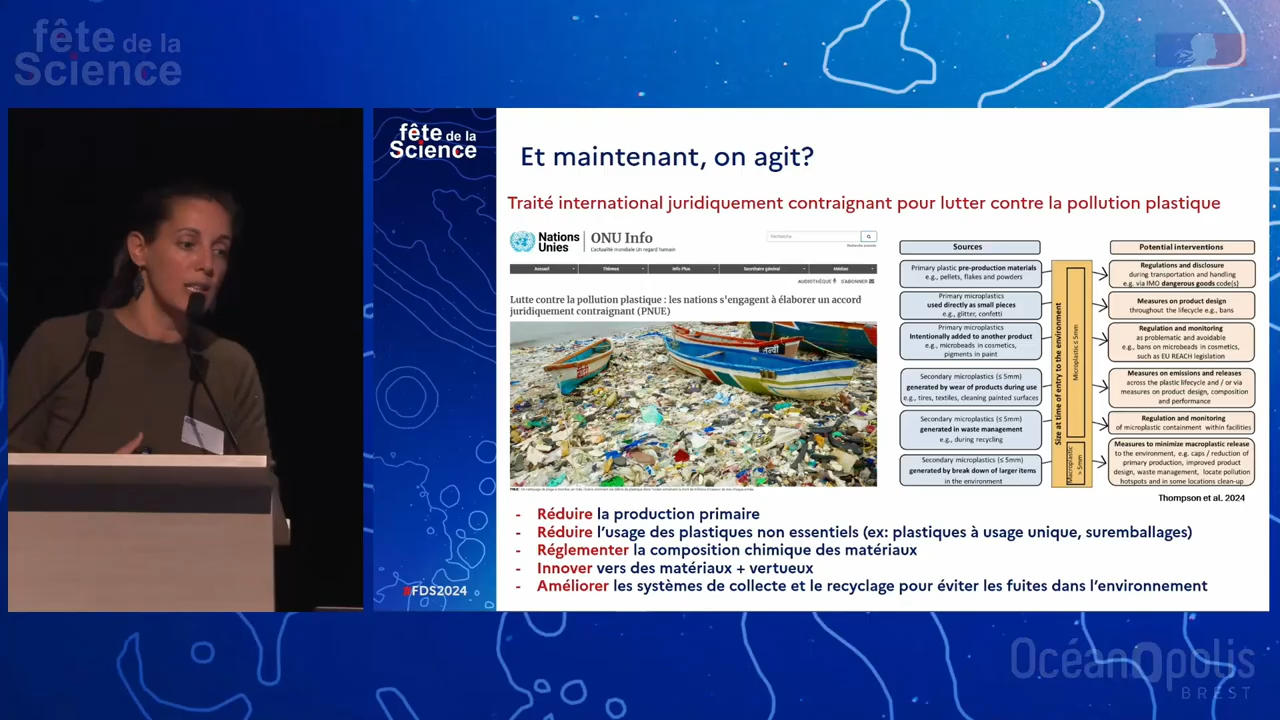 fête de la
Science
fête de la
Science
Et maintenant, on agit?
Traité international juridiquement contraignant pour lutter contre la pollution plastique
Nations
Unies
ONU Info
L'actualité mondiale Un regard humain
Recherche
Recherche avancée
Accueil
Thèmes
Info Plus
Secrétaire général
Médias
AUDIOTHÈQUE
S'ABONNER
Lutte contre la pollution plastique : les nations s'engagent à élaborer un accord
juridiquement contraignant (PNUE)
Sources
Primary plastic pre-production materials
e.g., pellets, flakes and powders
Primary microplastics
used directly as small pieces
e.g., glitter, confetti
Primary microplastics
Intentionally added to another product
e.g., microbeads in cosmetics,
pigments in paint
Secondary microplastics (≤ 5mm)
generated by wear of products during use
e.g., tires, textiles, cleaning painted surfaces
Secondary microplastics (≤ 5mm)
generated in waste management
e.g., during recycling
Secondary microplastics (≤ 5mm)
generated by break down of larger items
in the environment
Size at time of entry to the environment
Microplastic ≤ 5mm
Macroplastic
> 5mm
Potential interventions
Regulations and disclosure
during transportation and handling
e.g. via IMO dangerous goods code(s)
Measures on product design
throughout the lifecycle e.g., bans
Regulation and monitoring
as problematic and avoidable
e.g., bans on microbeads in cosmetics,
such as EU REACH legislation
Measures on emissions and releases
across the plastic lifecycle and / or via
measures on product design, composition
and performance
Regulation and monitoring
of microplastic containment within facilities
Measures to minimize macroplastic release
to the environment, e.g. caps / reduction of
primary production, improved product
design, waste management, locate pollution
hotspots and in some locations clean-up
Thompson et al. 2024
- Réduire la production primaire
- Réduire l'usage des plastiques non essentiels (ex: plastiques à usage unique, suremballages)
- Réglementer la composition chimique des matériaux
- Innover vers des matériaux + vertueux
- Améliorer les systèmes de collecte et le recyclage pour éviter les fuites dans l'environnement
#FDS2024
OcéanOpolis
BREST